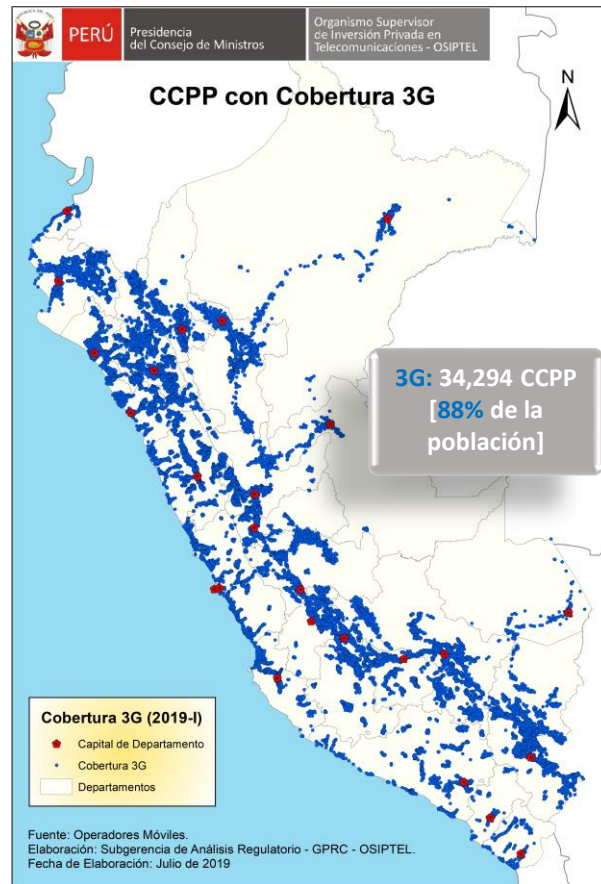 PERÚ
Presidencia
del Consejo de Ministros
Organismo Supervisor
de Inversión Privada en
Telecomunicaciones - OSIPTEL
CCPP con Cobertura 3G
N
3G: 34,294 CCPP
[88% de la
población]
Cobertura 3G (2019-I)
Capital de Departamento
Cobertura 3G
Departamentos
Fuente: Operadores Móviles.
Elaboración: Subgerencia de Análisis Regulatorio - GPRC - OSIPTEL.
Fecha de Elaboración: Julio de 2019